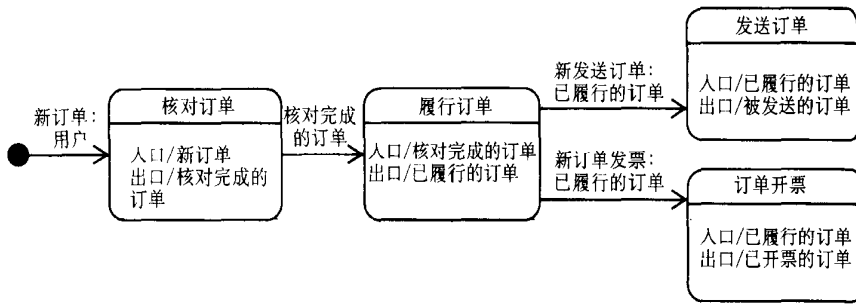 新订单：
用户
核对订单
人口/新订单
出口/核对完成的
订单
核对完成
的订单
履行订单
人口/核对完成的订单
出口/已履行的订单
新发送订单：
已履行的订单
发送订单
人口/已履行的订单
出口/被发送的订单
新订单发票：
已履行的订单
订单开票
人口/已履行的订单
出口/已开票的订单